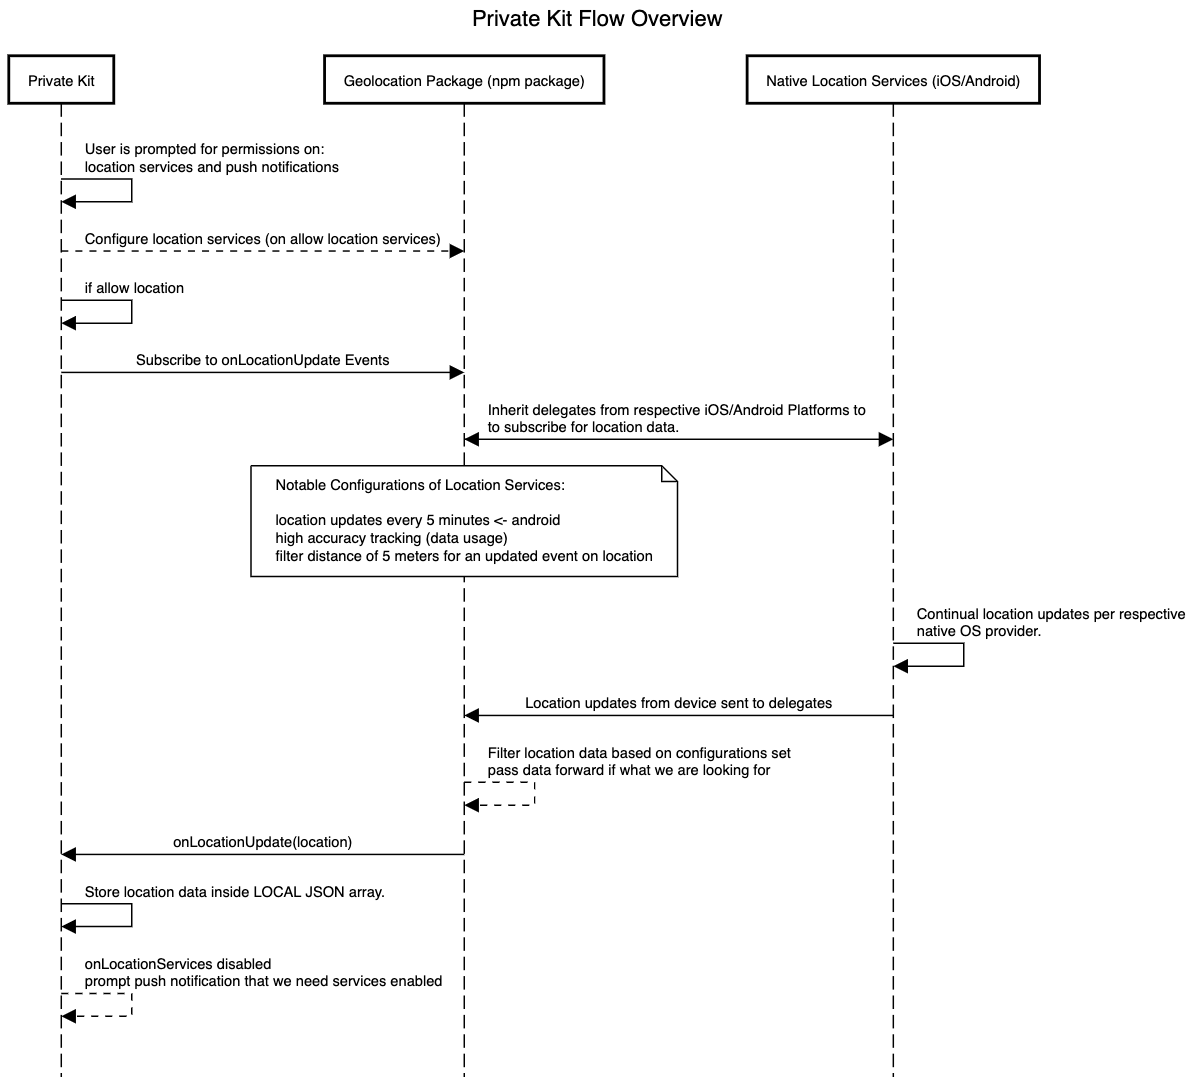 Private Kit Flow Overview
Private Kit
Geolocation Package (npm package)
Native Location Services (iOS/Android)
User is prompted for permissions on:
location services and push notifications
Configure location services (on allow location services)
if allow location
Subscribe to onLocationUpdate Events
Inherit delegates from respective iOS/Android Platforms to
to subscribe for location data.
Notable Configurations of Location Services:
location updates every 5 minutes <- android
high accuracy tracking (data usage)
filter distance of 5 meters for an updated event on location
Continual location updates per respective
native OS provider.
Location updates from device sent to delegates
Filter location data based on configurations set
pass data forward if what we are looking for
onLocationUpdate(location)
Store location data inside LOCAL JSON array.
onLocationServices disabled
prompt push notification that we need services enabled